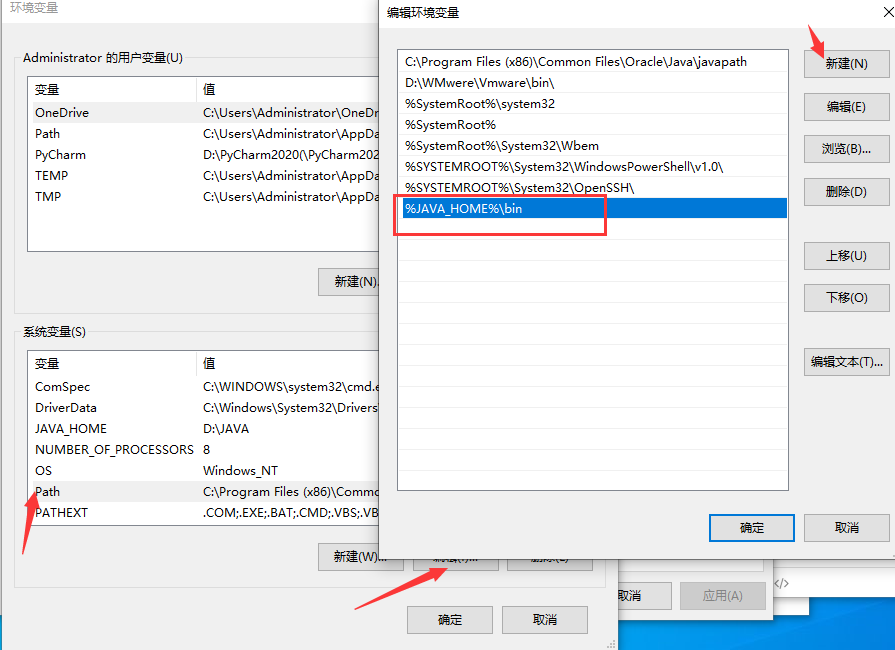 环境变量
Administrator 的用户变量(U)
变量 值
OneDrive C:\Users\Administrator\OneDr
Path C:\Users\Administrator\AppDa
PyCharm D:\PyCharm2020(\PyCharm202
TEMP C:\Users\Administrator\AppDa
TMP C:\Users\Administrator\AppDa
新建(N).
系统变量(S)
变量 值
ComSpec C:\WINDOWS\system32\cmd.e
DriverData C:\Windows\System32\Drivers\
JAVA_HOME D:\JAVA
NUMBER_OF_PROCESSORS 8
OS Windows_NT
Path C:\Program Files (x86)\Commo
PATHEXT .COM;.EXE;.BAT;.CMD;.VBS;.VB
新建(W)...
确定
取消
编辑环境变量
C:\Program Files (x86)\Common Files\Oracle\Java\javapath
D:\WMwere\Vmware\bin\
%SystemRoot%\system32
%SystemRoot%
%SystemRoot%\System32\Wbem
%SYSTEMROOT%\System32\WindowsPowerShell\v1.0\
%SYSTEMROOT%\System32\OpenSSH\
%JAVA_HOME%\bin
新建(N)
编辑(E)
浏览(B)...
删除(D)
上移(U)
下移(O)
编辑文本(T)...
确定
取消
取消
应用(A)